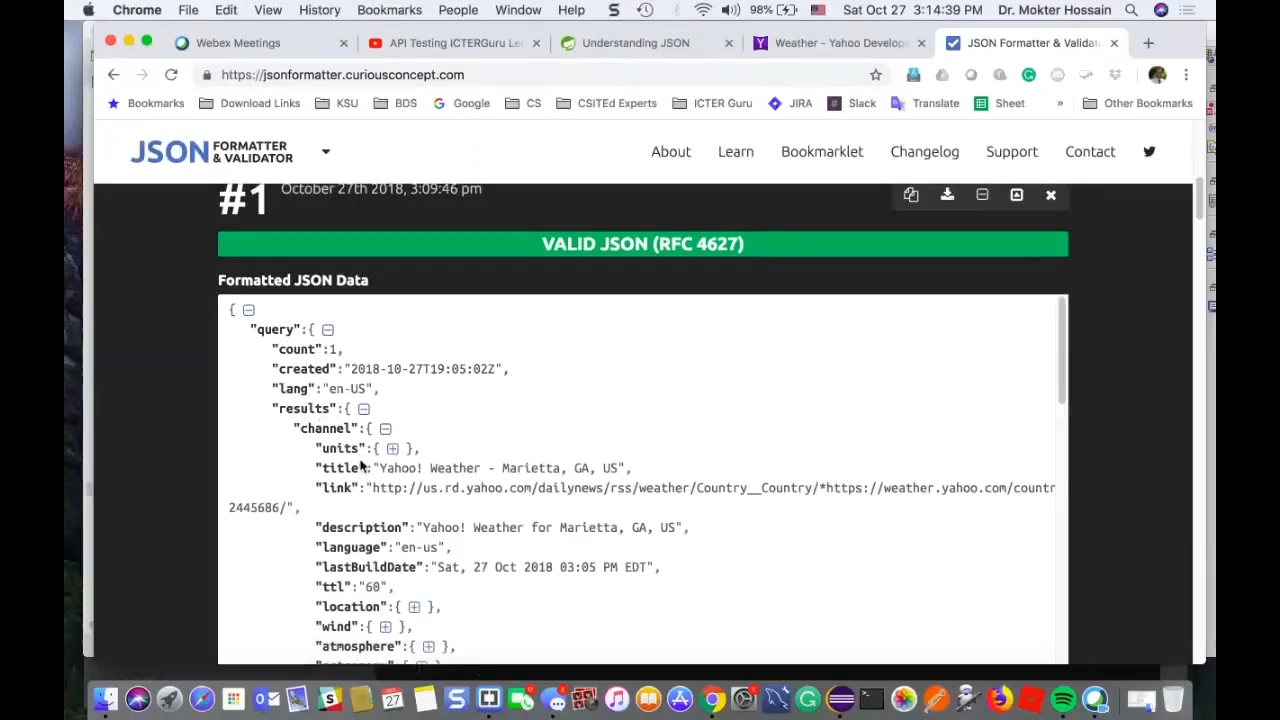 Chrome File Edit View History Bookmarks People Window Help 98% Sat Oct 27 3:14:39 PM Dr. Mokter Hossain
Webex Meetings API Testing ICTERGuru Le Understanding JSON Weather - Yahoo Develop JSON Formatter & Valida
https://jsonformatter.curiousconcept.com
Bookmarks Download Links KSU BDS Google CS CSITEd Experts ICTER Guru JIRA Slack Translate Sheet » Other Bookmarks
JSON FORMATTER & VALIDATOR About Learn Bookmarklet Changelog Support Contact
#1 October 27th 2018, 3:09:46 pm
VALID JSON (RFC 4627)
Formatted JSON Data
{
"query":{
"count":1,
"created":"2018-10-27T19:05:02Z",
"lang":"en-US",
"results":{
"channel":{
"units":{ },
"title":"Yahoo! Weather - Marietta, GA, US",
"link":"http://us.rd.yahoo.com/dailynews/rss/weather/Country__Country/*https://weather.yahoo.com/countr
2445686/",
"description":"Yahoo! Weather for Marietta, GA, US",
"language":"en-us",
"lastBuildDate":"Sat, 27 Oct 2018 03:05 PM EDT",
"ttl":"60",
"location":{ },
"wind":{ },
"atmosphere":{ },